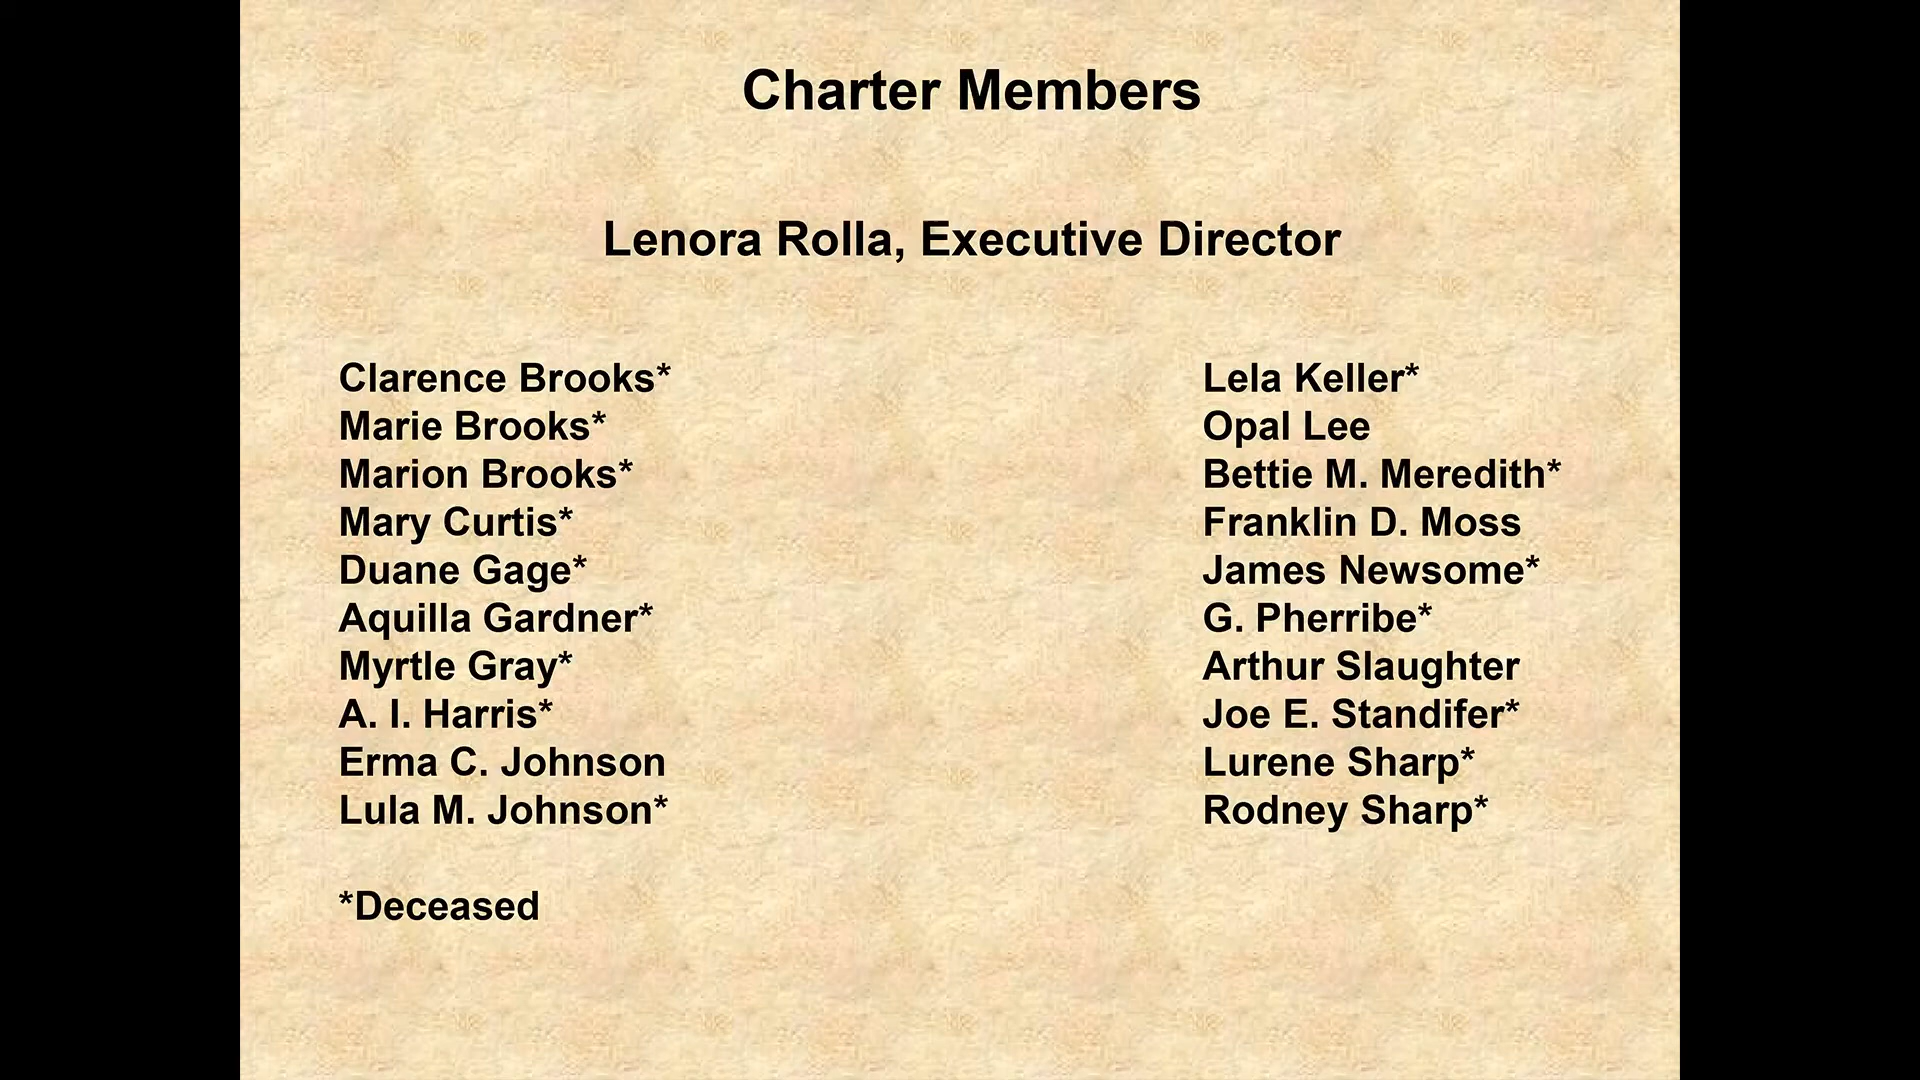 Charter Members
Lenora Rolla, Executive Director
Clarence Brooks*
Marie Brooks*
Marion Brooks*
Mary Curtis*
Duane Gage*
Aquilla Gardner*
Myrtle Gray*
A. I. Harris*
Erma C. Johnson
Lula M. Johnson*
*Deceased
Lela Keller*
Opal Lee
Bettie M. Meredith*
Franklin D. Moss
James Newsome*
G. Pherribe*
Arthur Slaughter
Joe E. Standifer*
Lurene Sharp*
Rodney Sharp*